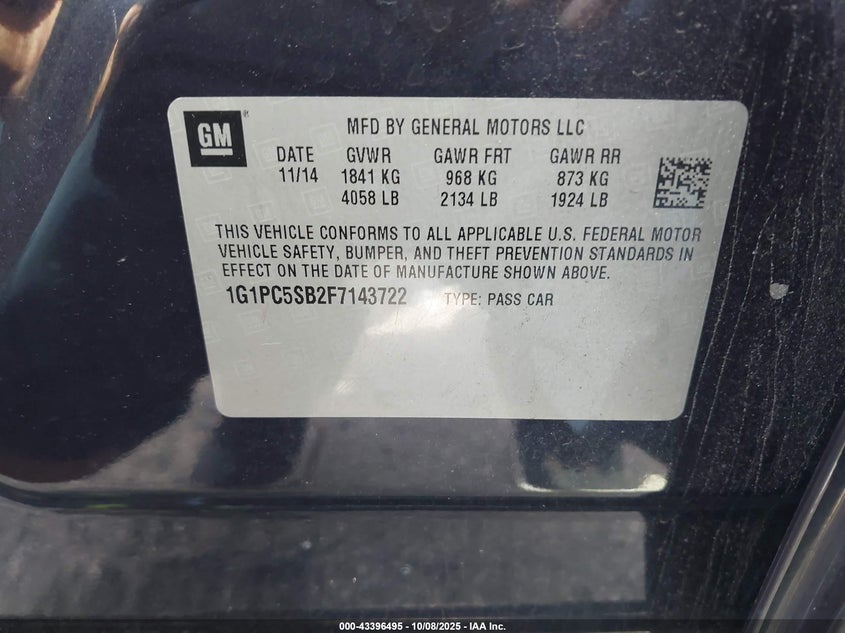 GM
MFD BY GENERAL MOTORS LLC
DATE GVWR GAWR FRT GAWR RR
11/14 1841 KG 968 KG 873 KG
4058 LB 2134 LB 1924 LB
THIS VEHICLE CONFORMS TO ALL APPLICABLE U.S. FEDERAL MOTOR
VEHICLE SAFETY, BUMPER, AND THEFT PREVENTION STANDARDS IN
EFFECT ON THE DATE OF MANUFACTURE SHOWN ABOVE.
1G1PC5SB2F7143722 TYPE: PASS CAR
000-43396495 - 10/08/2025 - IAA Inc.